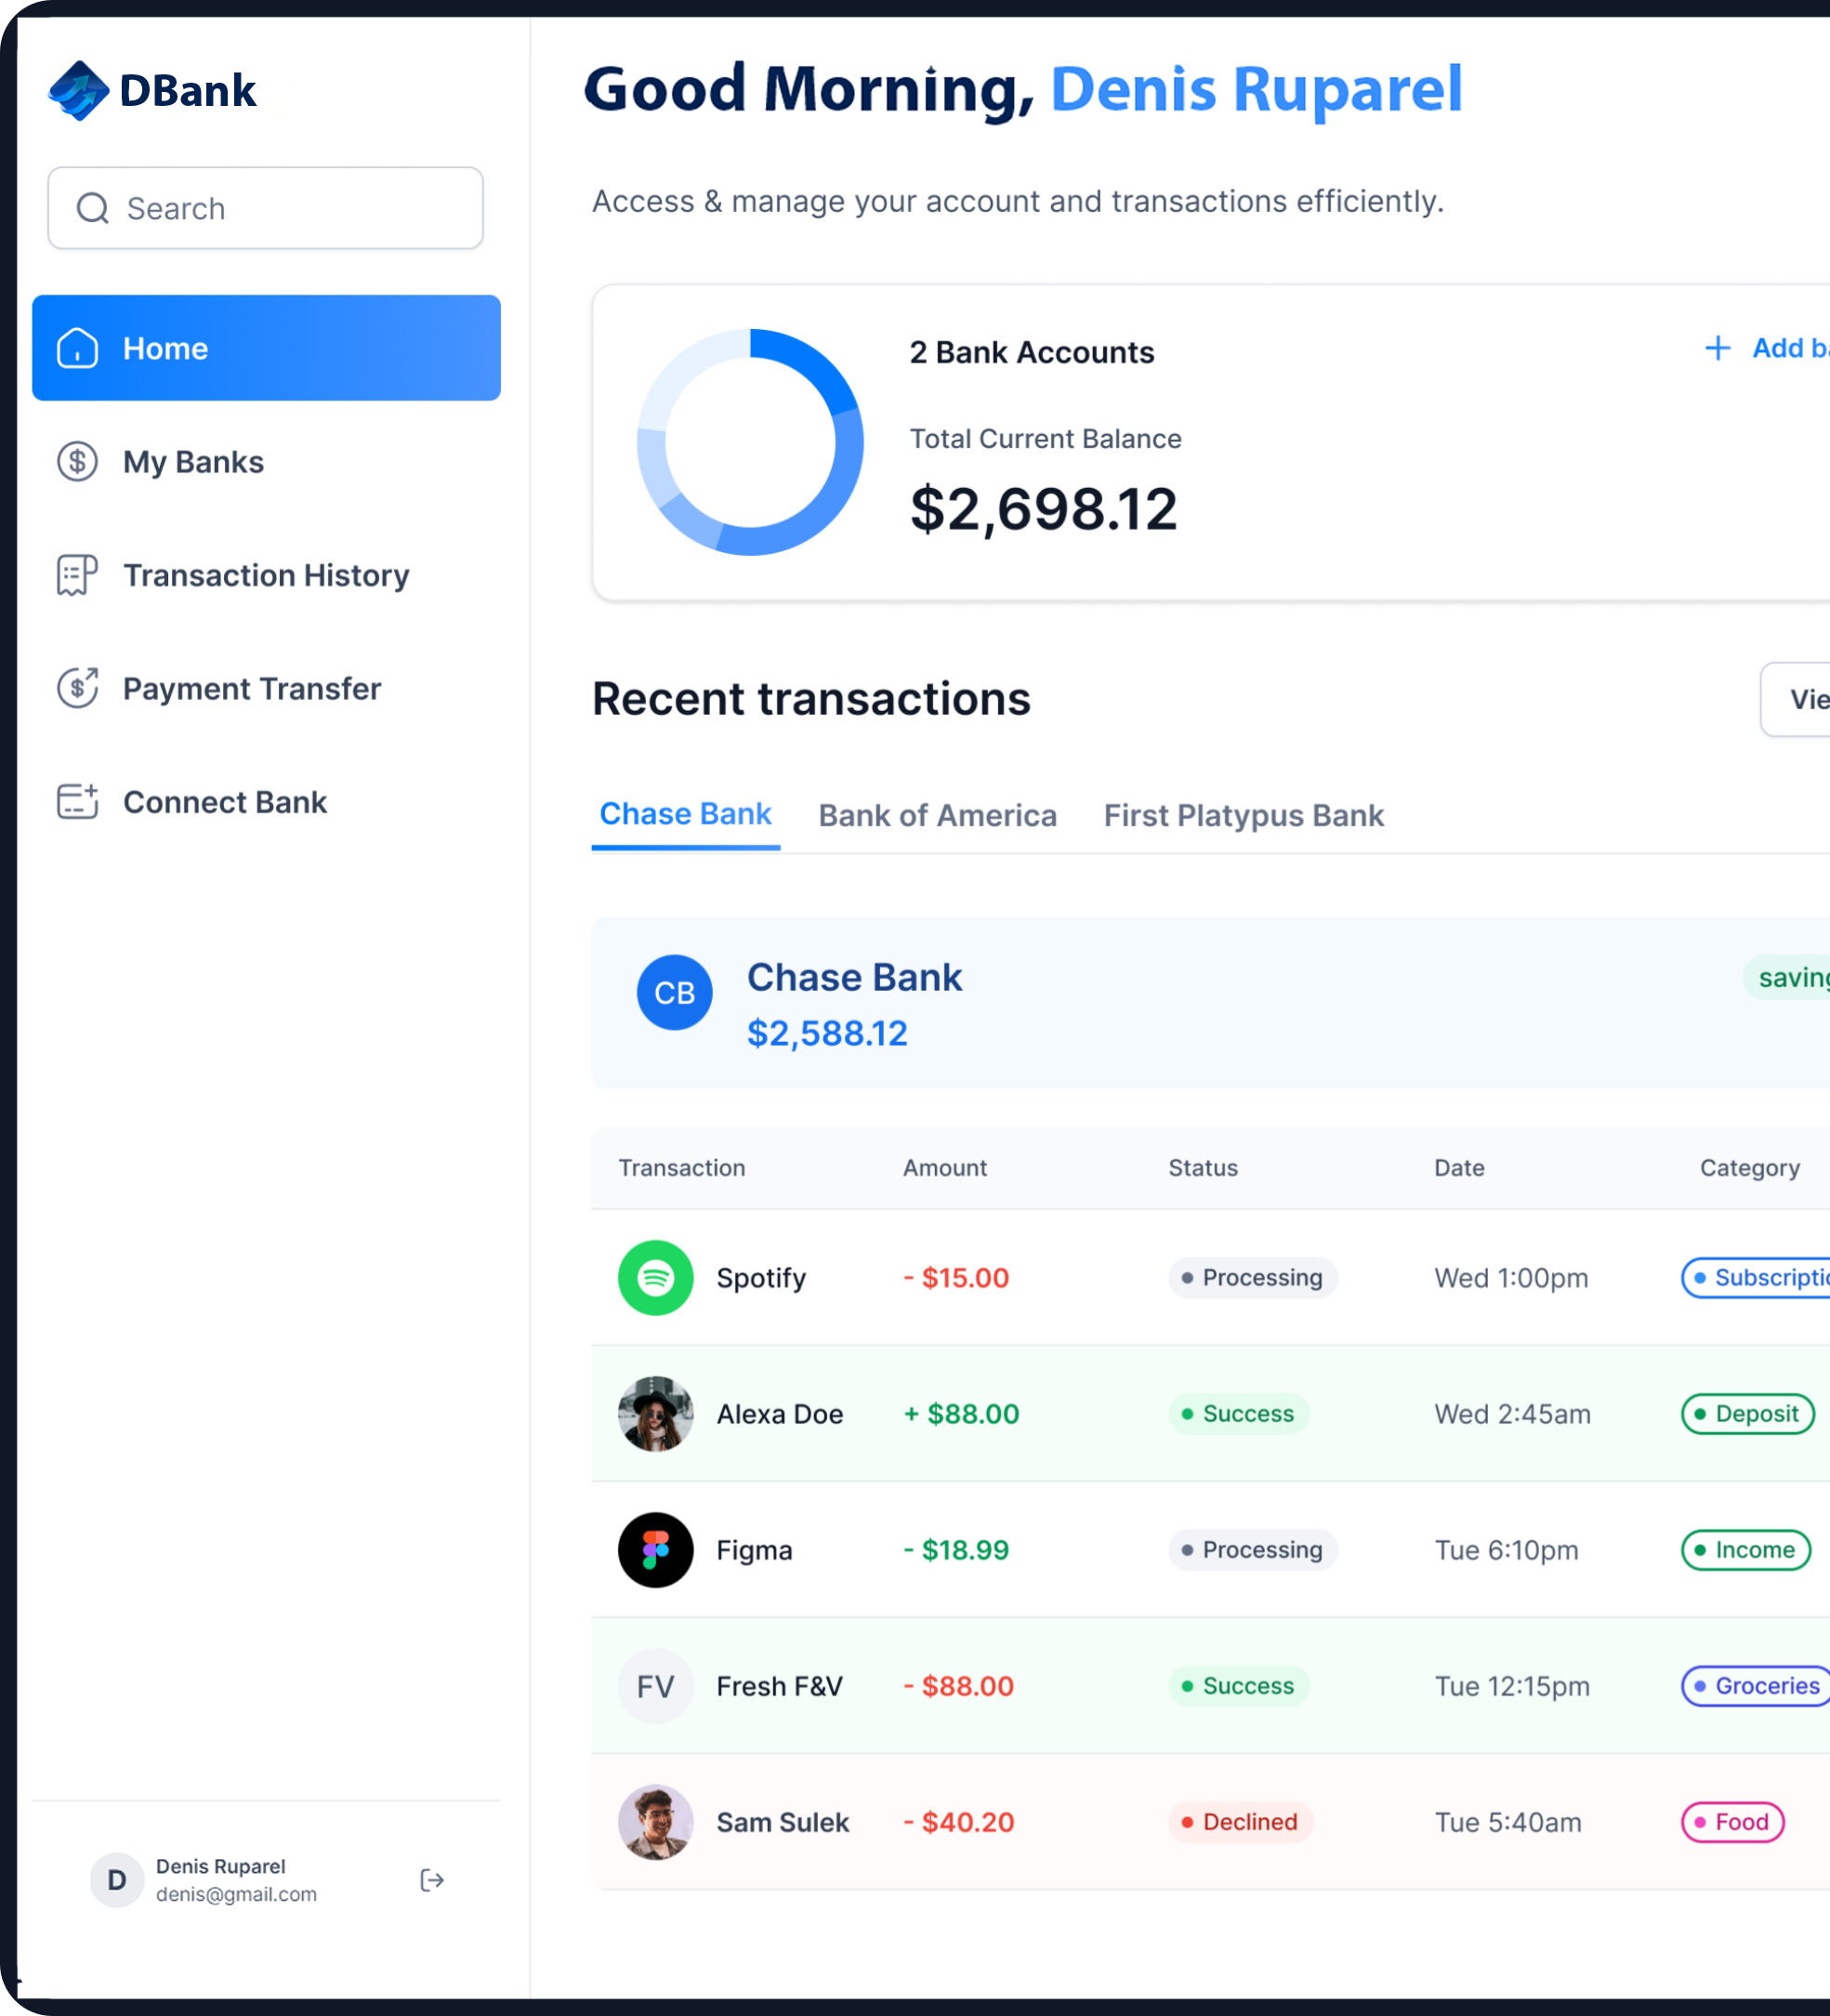 DBank
Search
Home
My Banks
Transaction History
Payment Transfer
Connect Bank
Denis Ruparel
denis@gmail.com
D
Good Morning, Denis Ruparel
Access & manage your account and transactions efficiently.
2 Bank Accounts
Add ba
Total Current Balance
$2,698.12
Recent transactions
Vie
Chase Bank Bank of America First Platypus Bank
CB
Chase Bank
saving
$2,588.12
Transaction Amount Status Date Category
Spotify - $15.00 Processing Wed 1:00pm Subscriptio
Alexa Doe + $88.00 Success Wed 2:45am Deposit
Figma - $18.99 Processing Tue 6:10pm Income
FV Fresh F&V - $88.00 Success Tue 12:15pm Groceries
Sam Sulek - $40.20 Declined Tue 5:40am Food